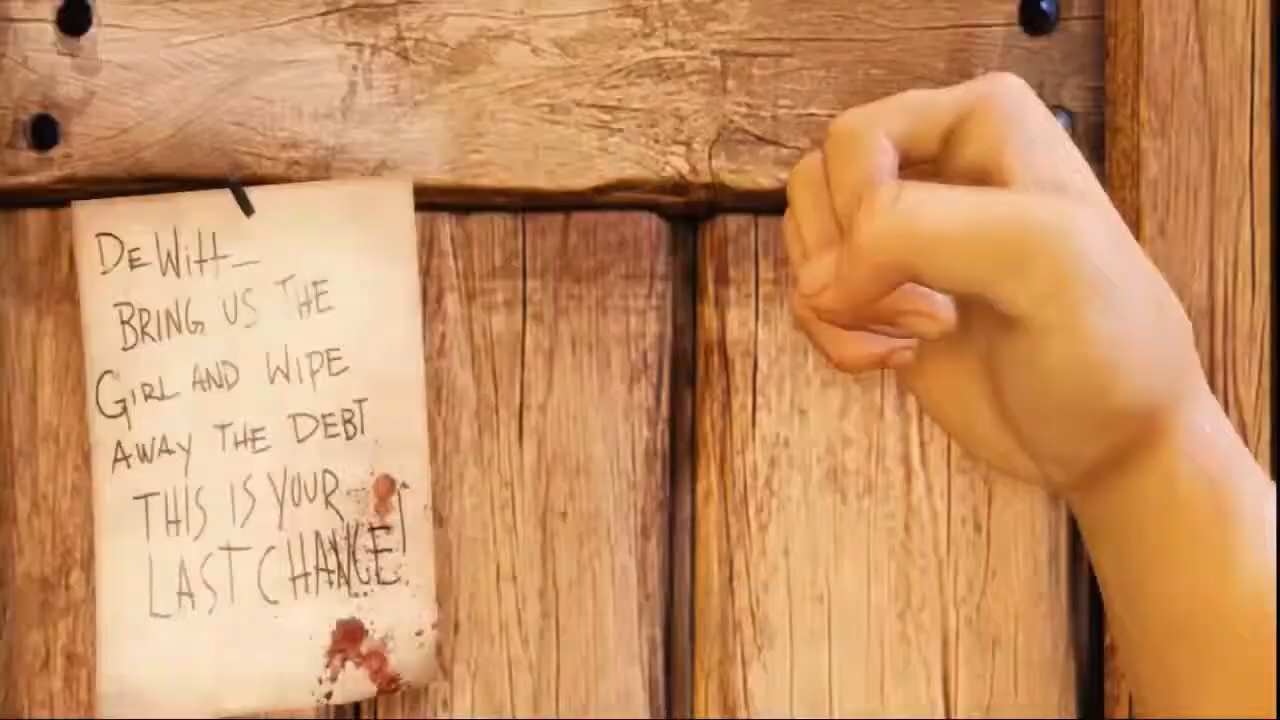 DeWitt–
BRING US THE
GIRL AND WIPE
AWAY THE DEBT
THIS IS YOUR
LAST CHANCE!